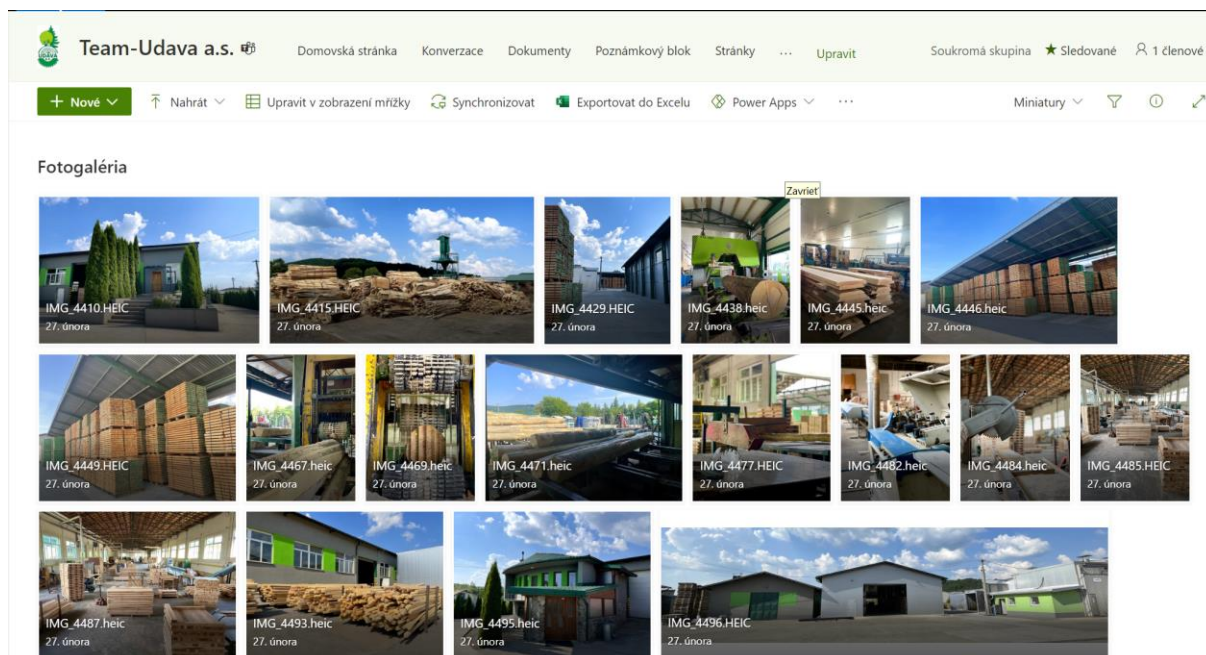 UDAVA
Team-Udava a.s.
Domovská stránka Konverzace Dokumenty Poznámkový blok Stránky ... Upravit
Soukromá skupina ★ Sledované 1 členové
+ Nové Nahrát Upravit v zobrazení mřížky Synchronizovat Exportovat do Excelu Power Apps ... Miniatury
Fotogaléria
Zavrieť
IMG_4410.HEIC IMG_4415.HEIC IMG_4429.HEIC IMG_4438.heic IMG_4445.heic IMG_4446.heic
27. února 27. února 27. února 27. února 27. února 27. února
IMG_4449.HEIC IMG_4467.heic IMG_4469.heic IMG_4471.heic IMG_4477.HEIC IMG_4482.heic IMG_4484.heic IMG_4485.HEIC
27. února 27. února 27. února 27. února 27. února 27. února 27. února 27. února
IMG_4487.heic IMG_4493.heic IMG_4495.heic IMG_4496.HEIC
27. února 27. února 27. února 27. února